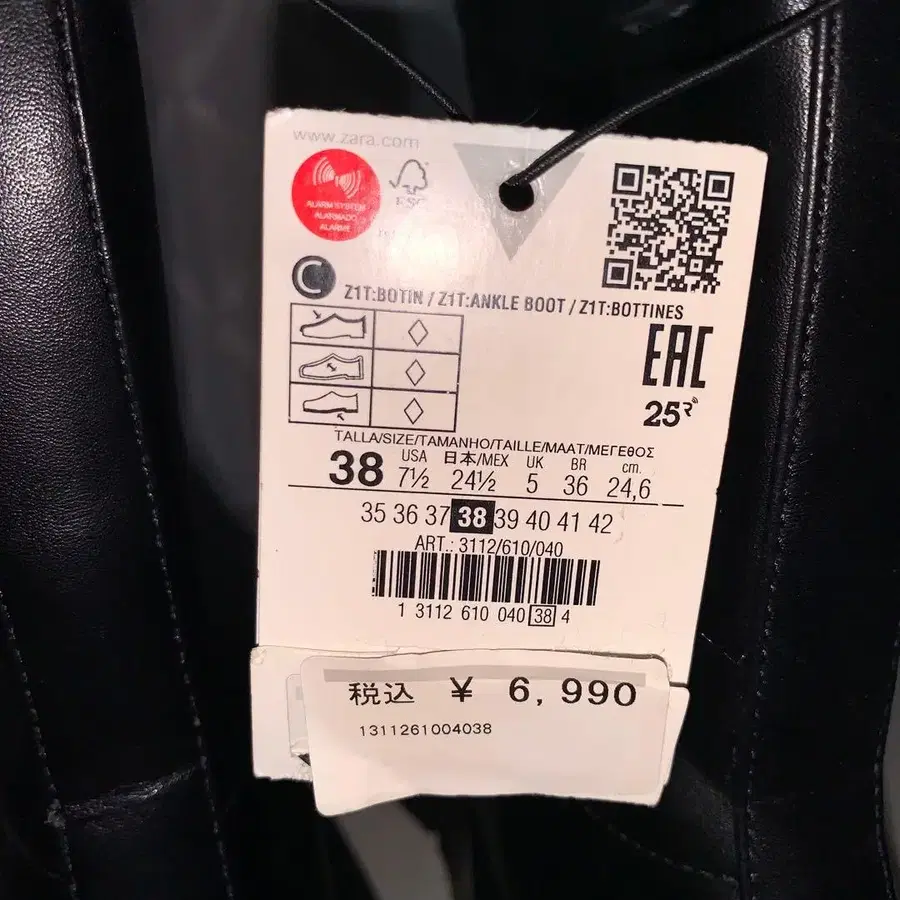 www.zara.com
ALARM SYSTEM
ALARMADO
ALARME
FSC
C
Z1T:BOTIN / Z1T:ANKLE BOOT / Z1T:BOTTINES
EAC
25
TALLA/SIZE/TAMANHO/TAILLE/MAAT/ΜΕΓΕΘΟΣ
38 USA 7½ 日本/MEX 24½ UK 5 BR 36 cm. 24,6
35 36 37 38 39 40 41 42
ART.: 3112/610/040
1 3112 610 040 38 4
税込 ¥ 6,990
1311261004038